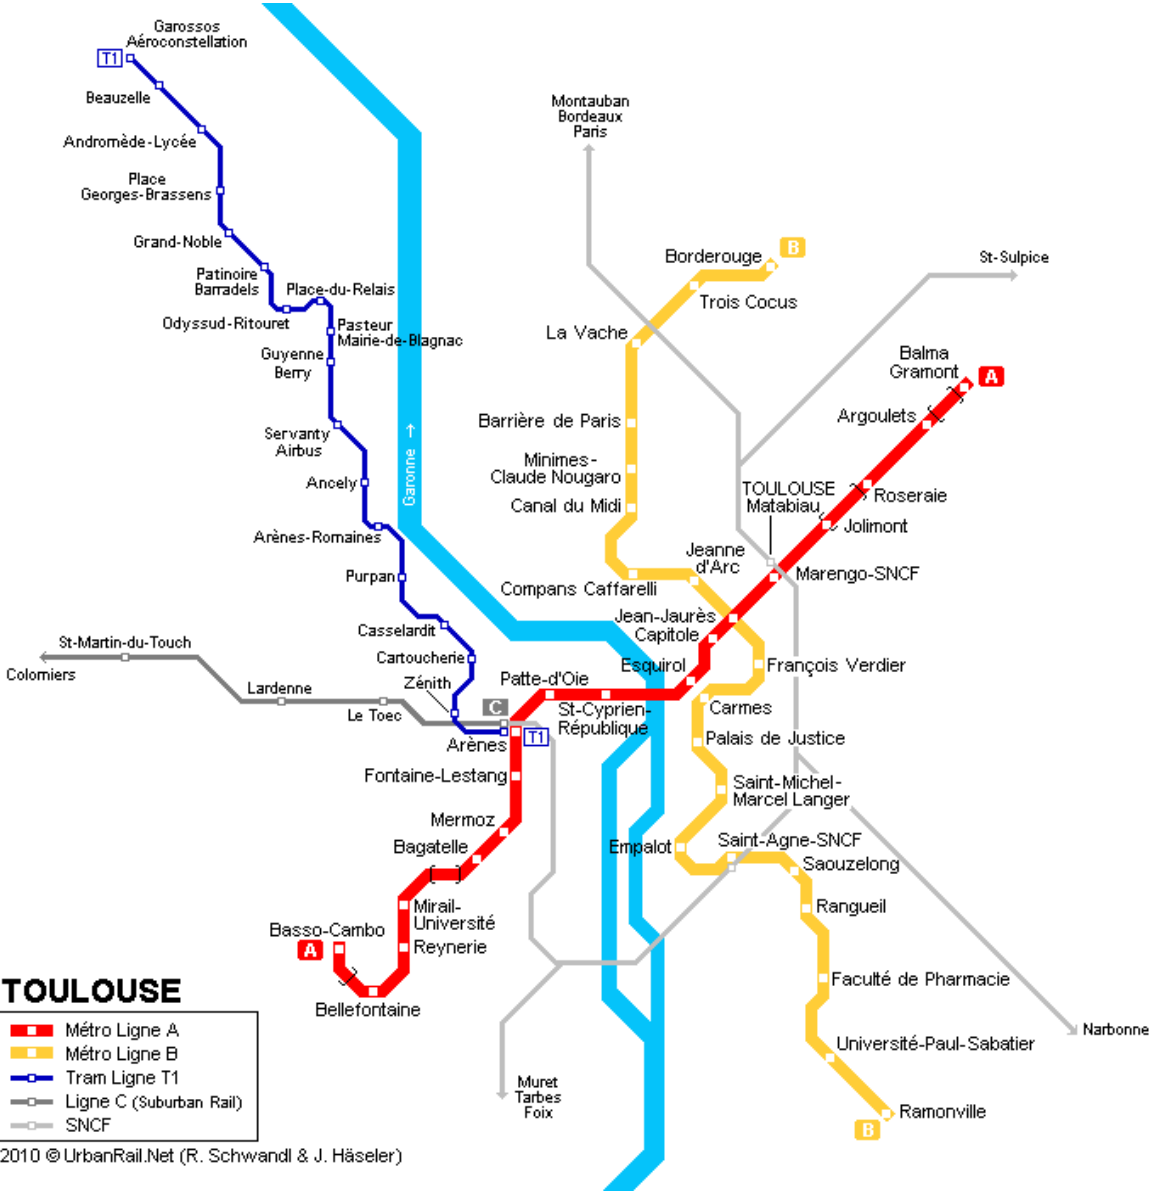 Garossos
Aéroconstellation
T1
Beauzelle
Andromède-Lycée
Place
Georges-Brassens
Grand-Noble
Patinoire
Barradels
Place-du-Relais
Odyssud-Ritouret
Pasteur
Mairie-de-Blagnac
Guyenne
Berry
Servanty
Airbus
Ancely
Arènes-Romaines
Purpan
Casselardit
Cartoucherie
Zénith
St-Martin-du-Touch
Colomiers
Lardenne
Le Toec
C
Arènes
T1
Garonne →
Montauban
Bordeaux
Paris
St-Sulpice
Borderouge
B
Trois Cocus
La Vache
Barrière de Paris
Minimes-
Claude Nougaro
Canal du Midi
Compans Caffarelli
Jeanne
d'Arc
Balma
Gramont
A
Argoulets
Roseraie
TOULOUSE
Matabiau
Jolimont
Marengo-SNCF
Jean-Jaurès
Capitole
Esquirol
François Verdier
Patte-d'Oie
St-Cyprien-
République
Carmes
Palais de Justice
Fontaine-Lestang
Saint-Michel-
Marcel Langer
Mermoz
Bagatelle
Empalot
Saint-Agne-SNCF
Saouzelong
Mirail-
Université
Rangueil
Basso-Cambo
A
Reynerie
Bellefontaine
Faculté de Pharmacie
Université-Paul-Sabatier
Narbonne
Muret
Tarbes
Foix
Ramonville
B
TOULOUSE
Métro Ligne A
Métro Ligne B
Tram Ligne T1
Ligne C (Suburban Rail)
SNCF
2010 © UrbanRail.Net (R. Schwandl & J. Häseler)